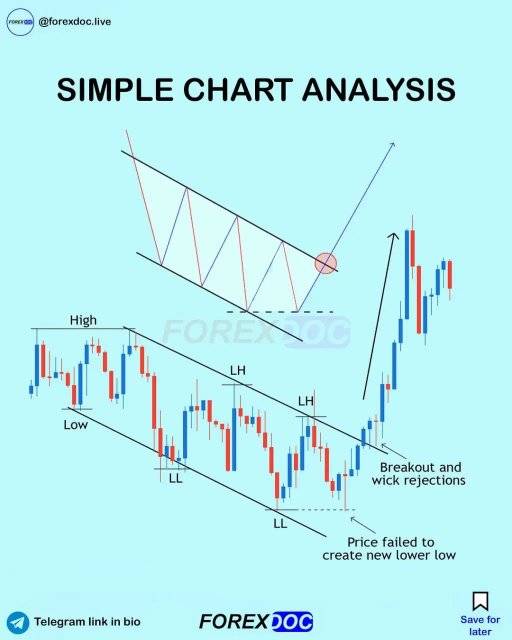 FOREXDOC
@forexdoc.live
SIMPLE CHART ANALYSIS
FOREXDOC
High
Low
LH
LH
LL
LL
Breakout and
wick rejections
Price failed to
create new lower low
Telegram link in bio
FOREXDOC
Save for
later